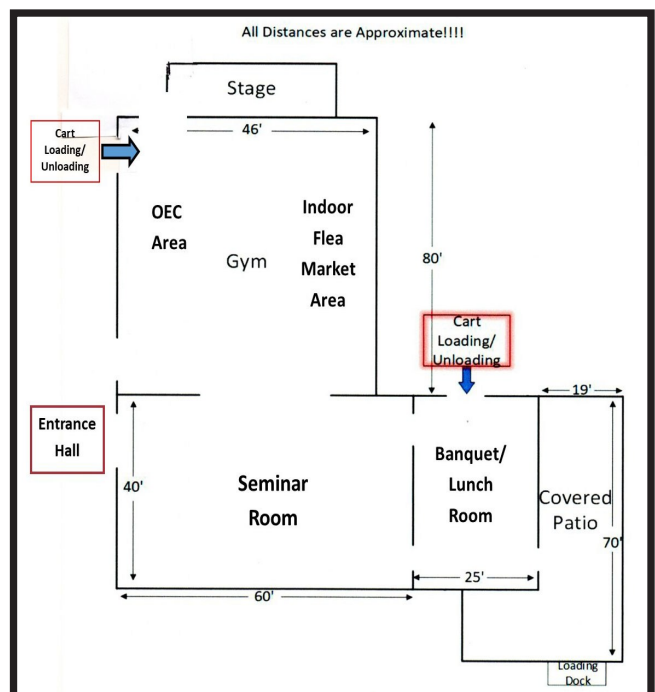 All Distances are Approximate!!!!
Stage
Cart
Loading/
Unloading
46'
OEC
Area
Gym
Indoor
Flea
Market
Area
80'
Cart
Loading/
Unloading
19'
Entrance
Hall
40'
Seminar
Room
Banquet/
Lunch
Room
Covered
Patio
70'
25'
60'
Loading
Dock